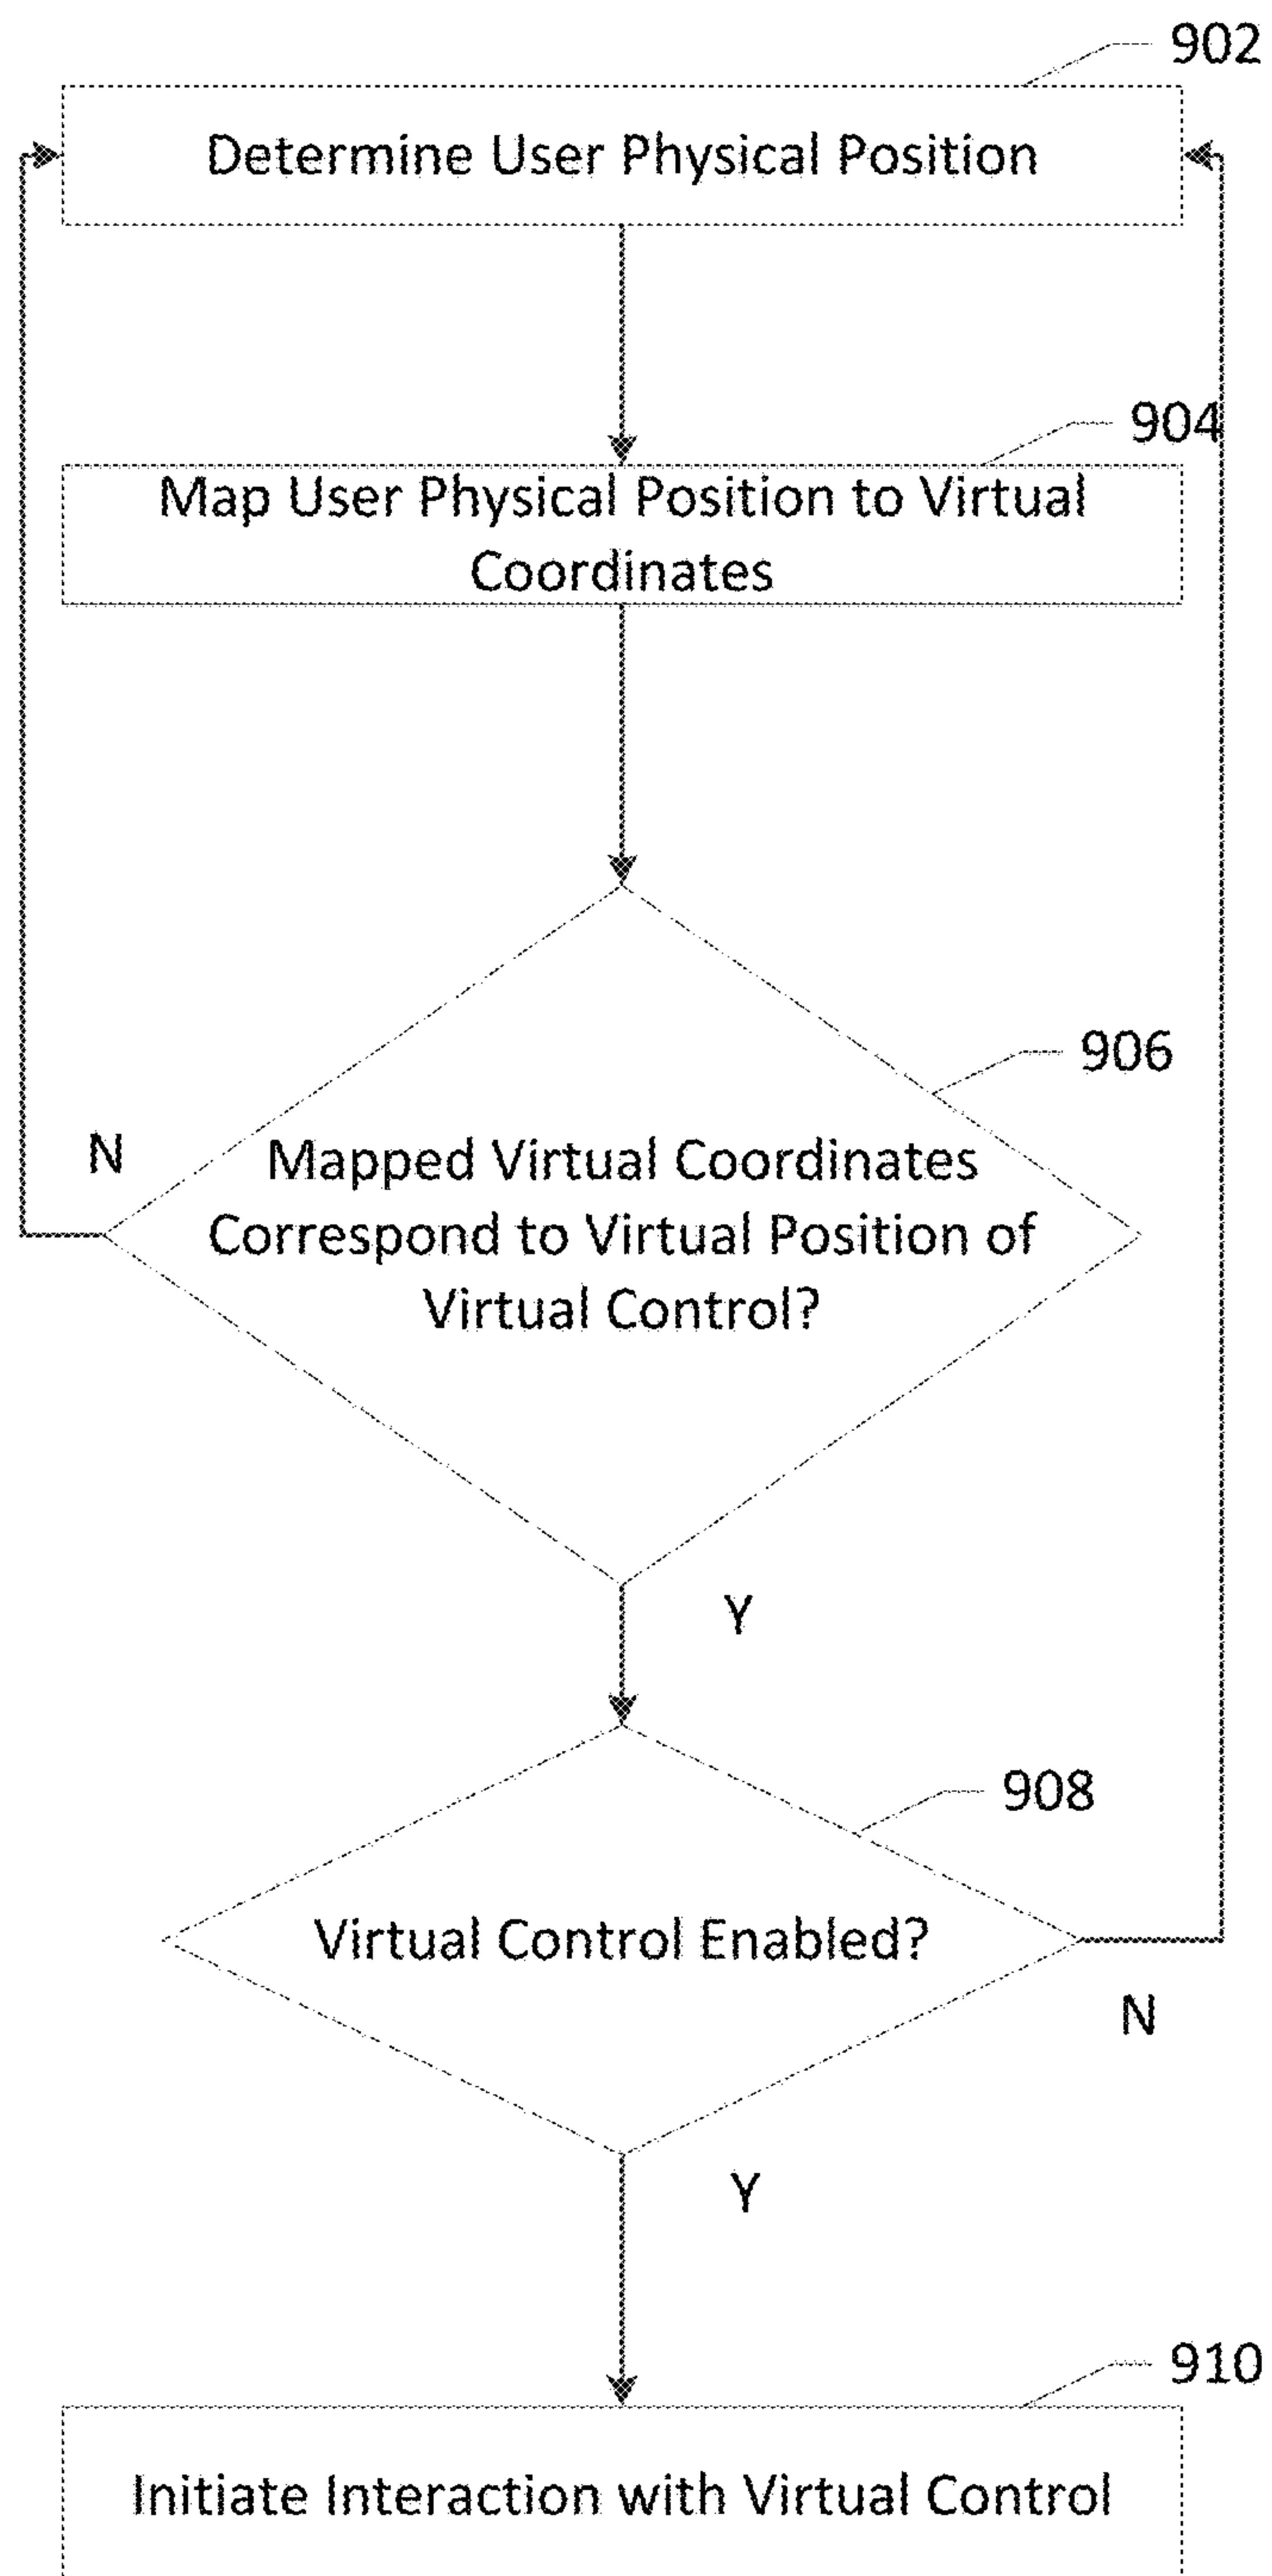 902
Determine User Physical Position
904
Map User Physical Position to Virtual
Coordinates
906
N
Mapped Virtual Coordinates
Correspond to Virtual Position of
Virtual Control?
Y
908
Virtual Control Enabled?
N
Y
910
Initiate Interaction with Virtual Control